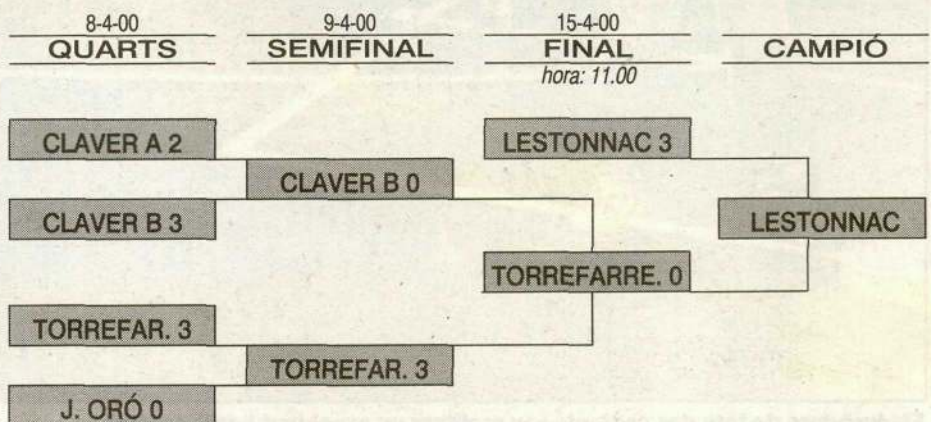 8-4-00
QUARTS
9-4-00
SEMIFINAL
15-4-00
FINAL
hora: 11.00
CAMPIÓ
CLAVER A 2
CLAVER B 3
TORREFAR. 3
J. ORÓ 0
CLAVER B 0
TORREFAR. 3
LESTONNAC 3
TORREFARRE. 0
LESTONNAC